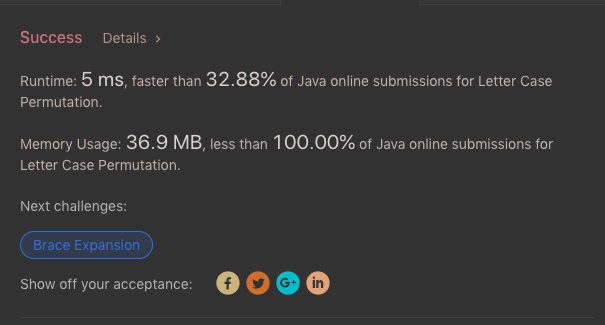 Success Details >
Runtime: 5 ms, faster than 32.88% of Java online submissions for Letter Case
Permutation.
Memory Usage: 36.9 MB, less than 100.00% of Java online submissions for
Letter Case Permutation.
Next challenges:
Brace Expansion
Show off your acceptance: f G+ in